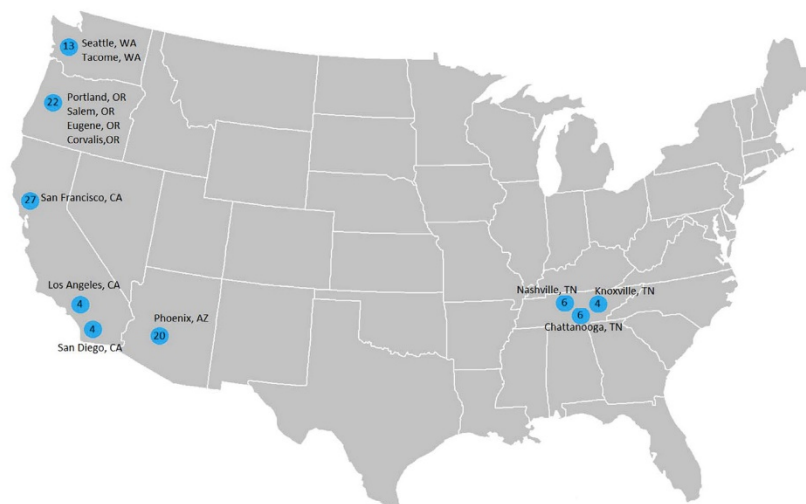 13
Seattle, WA
Tacome, WA
22
Portland, OR
Salem, OR
Eugene, OR
Corvalis,OR
27
San Francisco, CA
Los Angeles, CA
4
4
San Diego, CA
Phoenix, AZ
20
Nashville, TN
Knoxville, TN
6
4
6
Chattanooga, TN